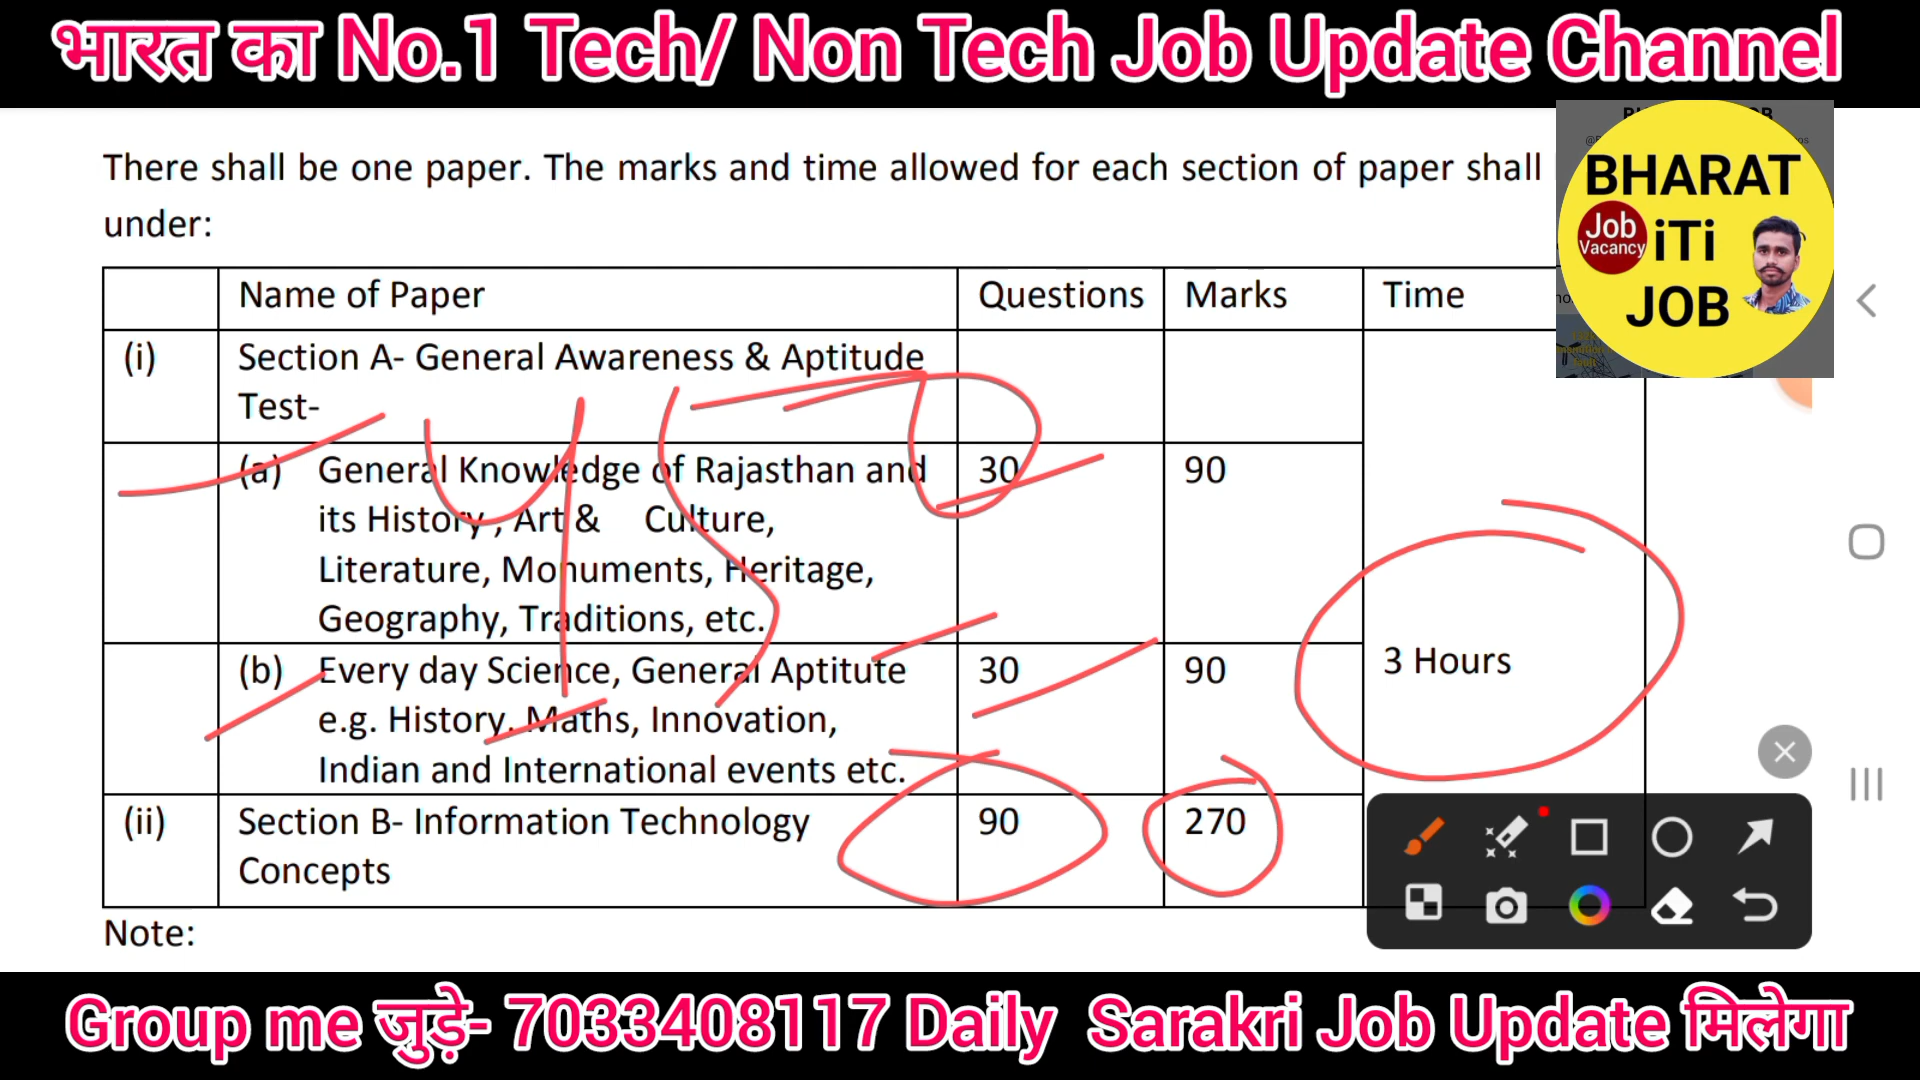 भारत का No.1 Tech/ Non Tech Job Update Channel
There shall be one paper. The marks and time allowed for each section of paper shall
under:
BHARAT
Job
Vacancy
iTi
JOB
Name of Paper Questions Marks Time
(i) Section A- General Awareness & Aptitude
Test-
(a) General Knowledge of Rajasthan and 30 90
its History , Art & Culture,
Literature, Monuments, Heritage,
Geography, Traditions, etc.
(b) Every day Science, General Aptitute 30 90 3 Hours
e.g. History, Maths, Innovation,
Indian and International events etc.
(ii) Section B- Information Technology 90 270
Concepts
Note:
Group me जुड़े- 7033408117 Daily Sarakri Job Update मिलेगा